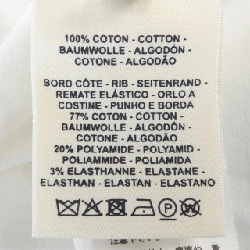 100% COTON - COTTON -
BAUMWOLLE - ALGODÓN -
COTONE - ALGODÃO
BORD CÔTE - RIB - SEITENRAND -
REMATE ELÁSTICO - ORLO A
COSTINE - PUNHO E BORDA
77% COTON - COTTON -
BAUMWOLLE - ALGODÓN -
COTONE - ALGODÃO
20% POLYAMIDE - POLYAMID -
POLIAMMIDE - POLIAMIDA
3% ELASTHANNE - ELASTANE -
ELASTHAN - ELASTAN - ELASTANO
P